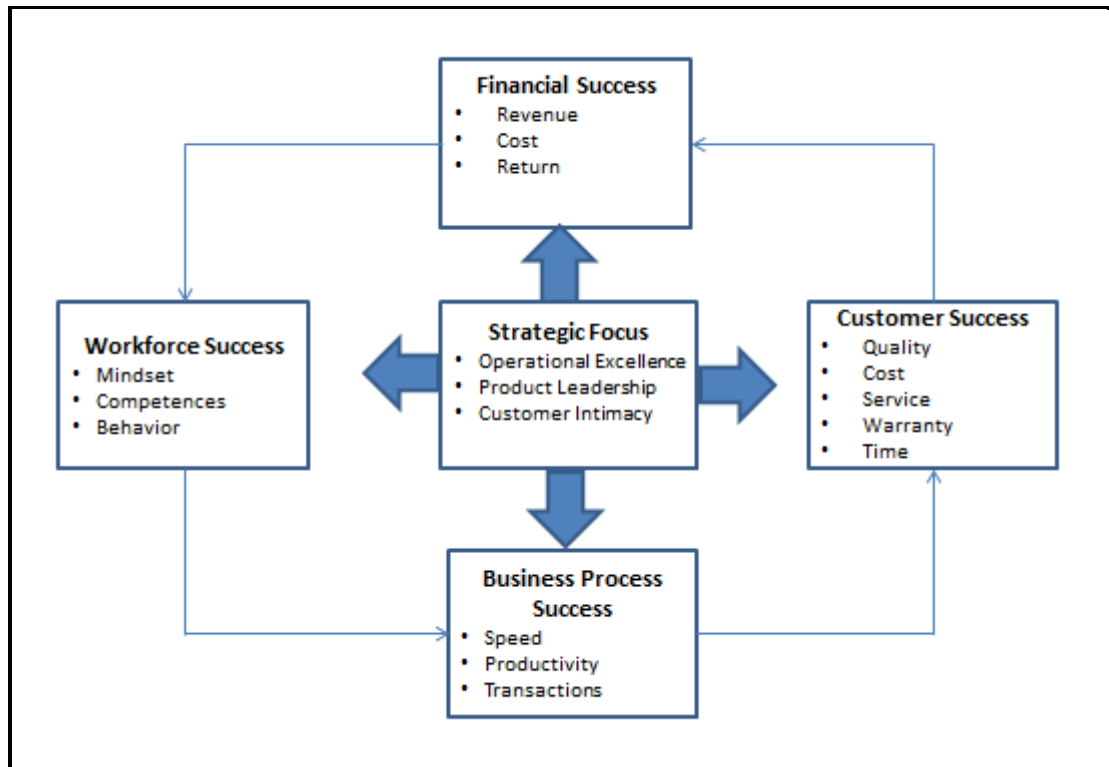 Financial Success
• Revenue
• Cost
• Return
Workforce Success
• Mindset
• Competences
• Behavior
Strategic Focus
• Operational Excellence
• Product Leadership
• Customer Intimacy
Customer Success
• Quality
• Cost
• Service
• Warranty
• Time
Business Process
Success
• Speed
• Productivity
• Transactions